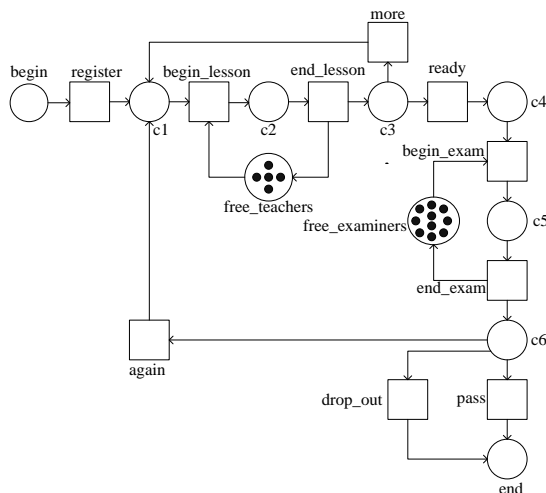 more
begin
register
begin_lesson
end_lesson
ready
c1
c2
c3
c4
begin_exam
free_teachers
free_examiners
c5
end_exam
c6
again
drop_out
pass
end